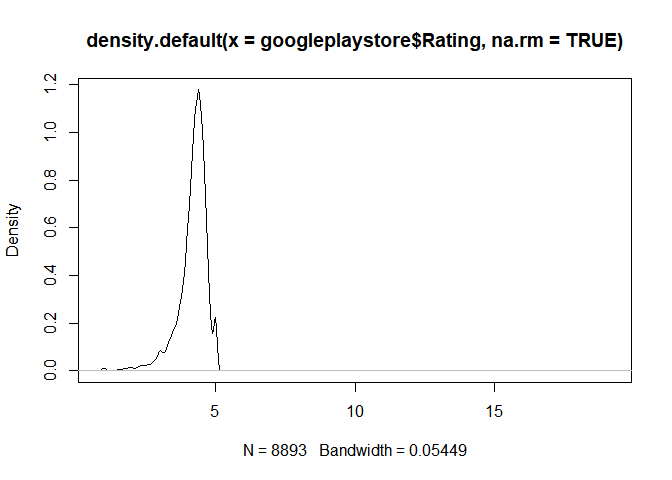 density.default(x = googleplaystore$Rating, na.rm = TRUE)
Density
1.2
1.0
0.8
0.6
0.4
0.2
0.0
5 10 15
N = 8893 Bandwidth = 0.05449